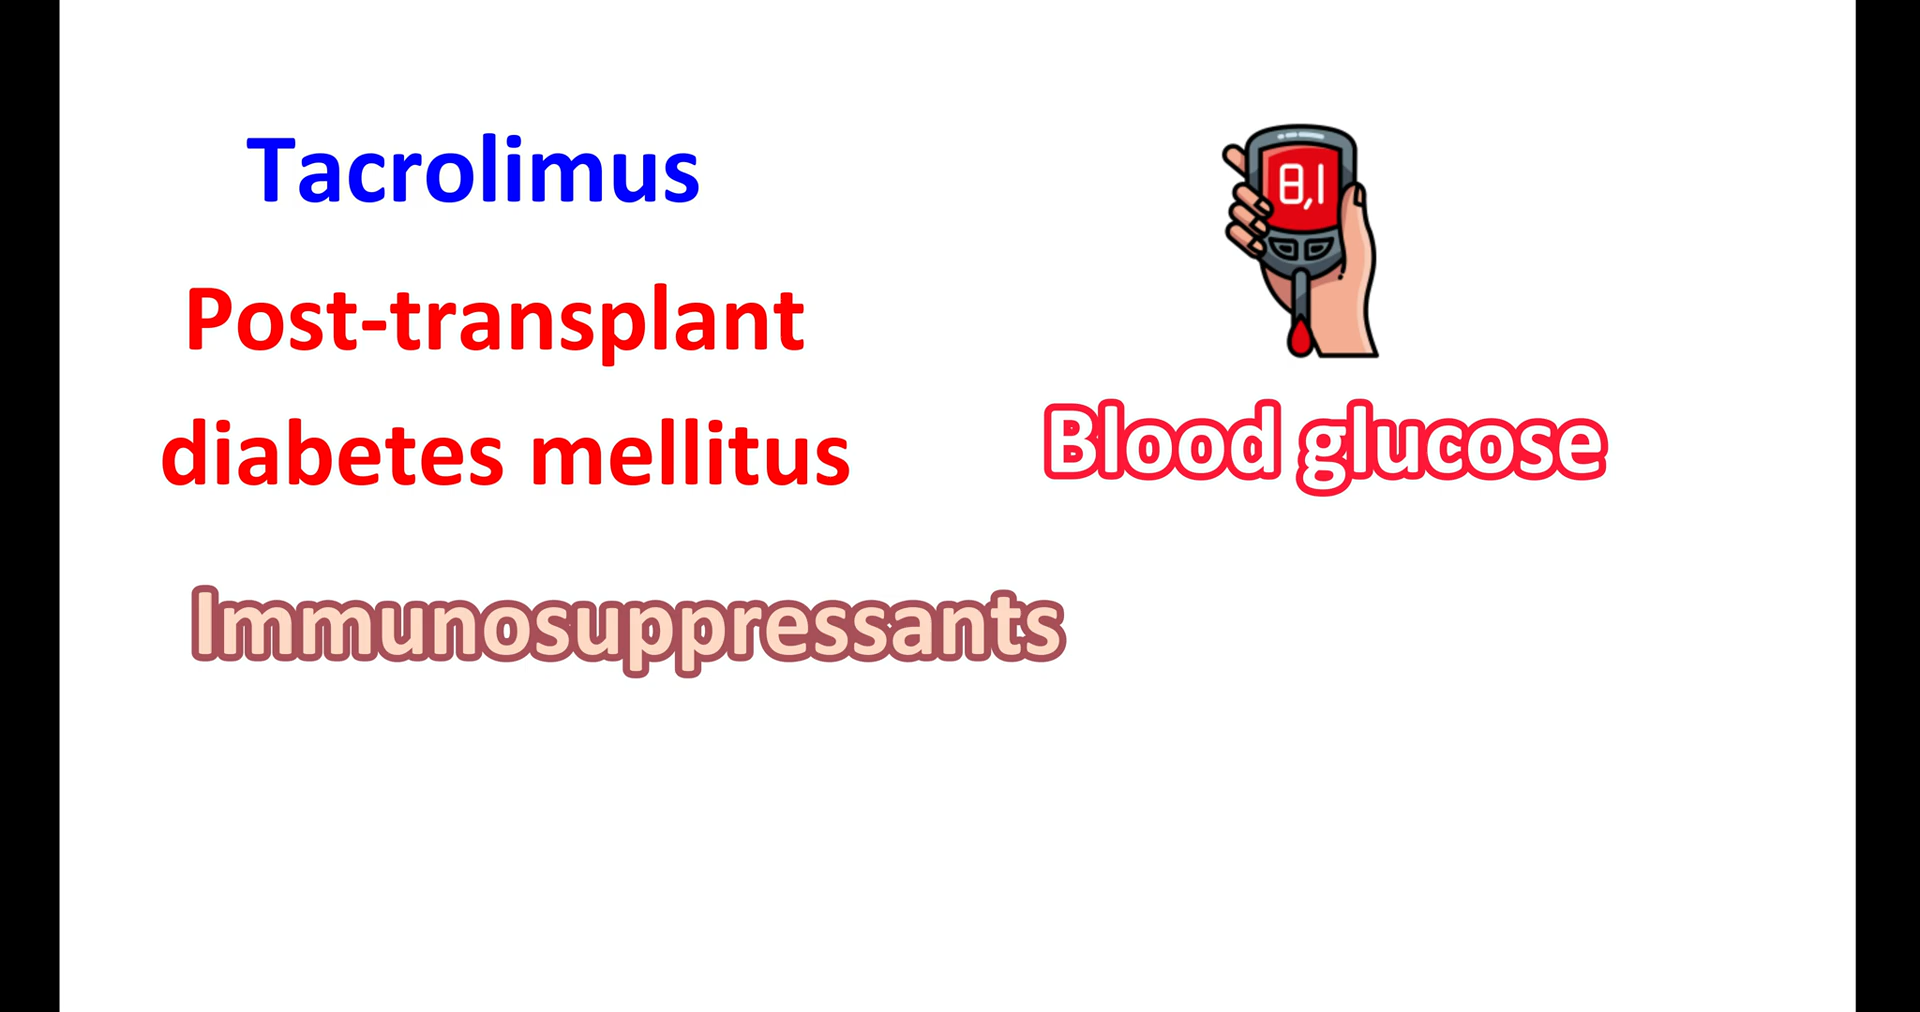 Tacrolimus
Post-transplant
diabetes mellitus
8,1
Blood glucose
Immunosuppressants